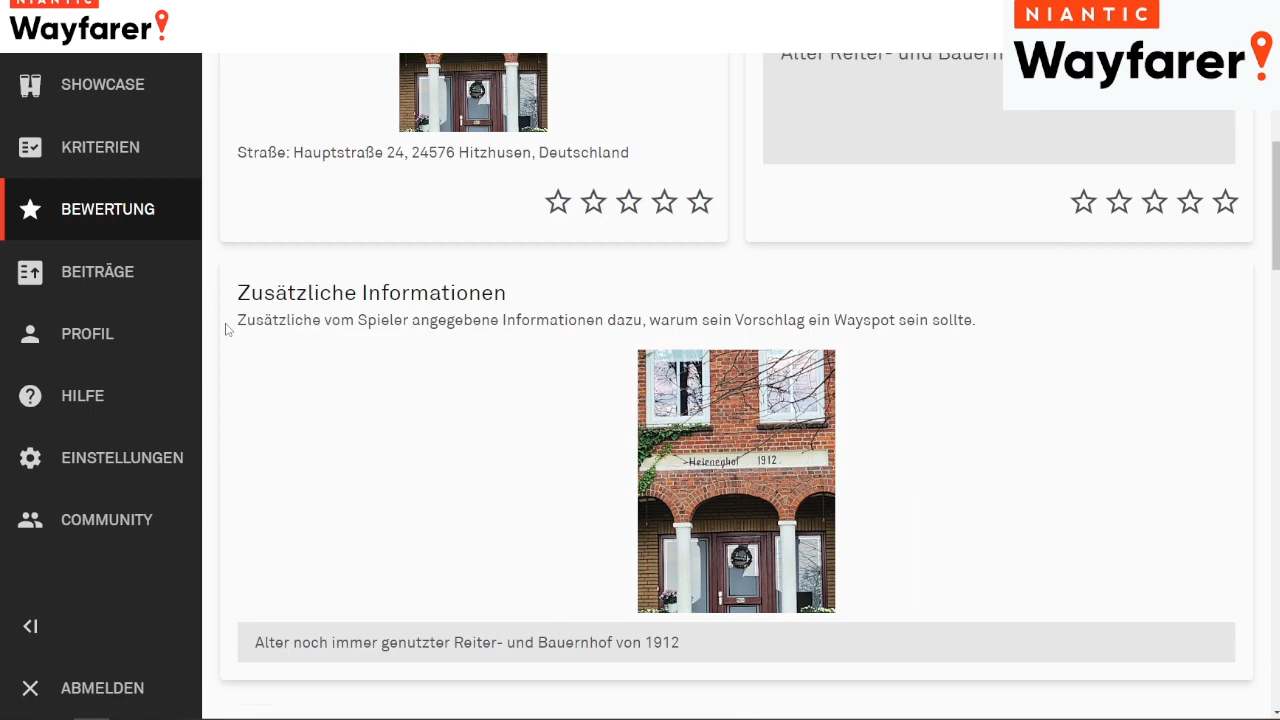 NIANTIC
Wayfarer
NIANTIC
Wayfarer
SHOWCASE
KRITERIEN
BEWERTUNG
BEITRÄGE
PROFIL
HILFE
EINSTELLUNGEN
COMMUNITY
ABMELDEN
Alter Reiter- und Bauern
Straße: Hauptstraße 24, 24576 Hitzhusen, Deutschland
Zusätzliche Informationen
Zusätzliche vom Spieler angegebene Informationen dazu, warum sein Vorschlag ein Wayspot sein sollte.
Helenenhof 1912
Alter noch immer genutzter Reiter- und Bauernhof von 1912